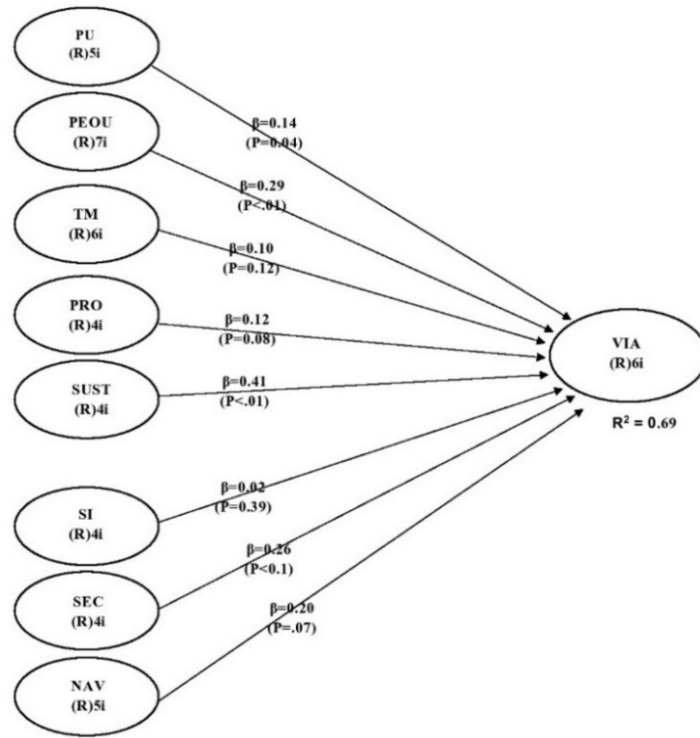 PU
(R)5i
β=0.14
(P=0.04)
PEOU
(R)7i
β=0.29
(P<.01)
TM
(R)6i
β=0.10
(P=0.12)
PRO
(R)4i
β=0.12
(P=0.08)
VIA
(R)6i
SUST
(R)4i
β=0.41
(P<.01)
R² = 0.69
SI
(R)4i
β=0.02
(P=0.39)
SEC
(R)4i
β=0.26
(P<0.1)
NAV
(R)5i
β=0.20
(P=.07)